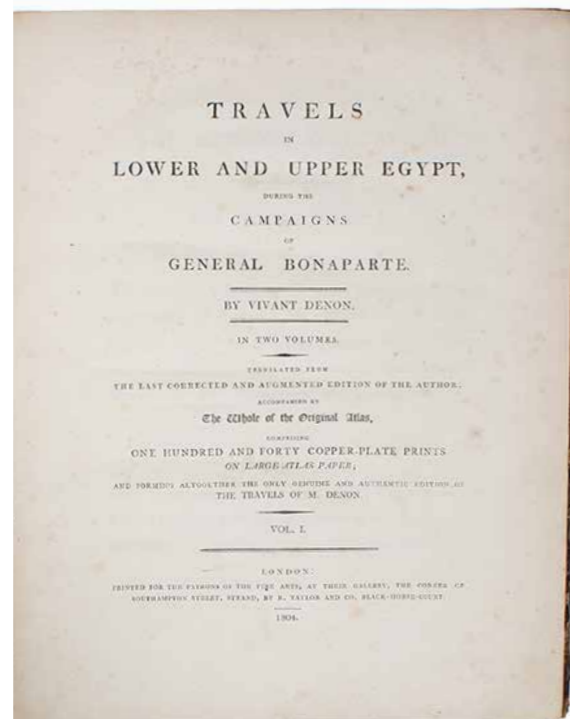 TRAVELS
IN
LOWER AND UPPER EGYPT,
DURING THE
CAMPAIGNS
OF
GENERAL BONAPARTE.
BY VIVANT DENON.
IN TWO VOLUMES.
TRANSLATED FROM
THE LAST CORRECTED AND AUGMENTED EDITION OF THE AUTHOR;
ACCOMPANIED BY
The Whole of the Original Atlas,
COMPRISING
ONE HUNDRED AND FORTY COPPER-PLATE PRINTS
ON LARGE ATLAS PAPER;
AND FORMING ALTOGETHER THE ONLY GENUINE AND AUTHENTIC EDITION OF
THE TRAVELS OF M. DENON.
VOL. I.
LONDON:
PRINTED FOR THE PATRONS OF THE FINE ARTS, AT THEIR GALLERY, THE CORNER OF
SOUTHAMPTON STREET, STRAND, BY R. TAYLOR AND CO. BLACK-HORSE-COURT.
1804.